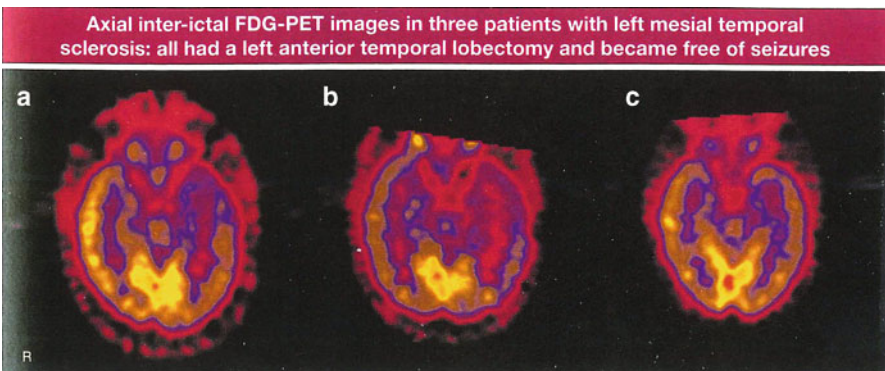 Axial inter-ictal FDG-PET images in three patients with left mesial temporal
sclerosis: all had a left anterior temporal lobectomy and became free of seizures
a b c
R